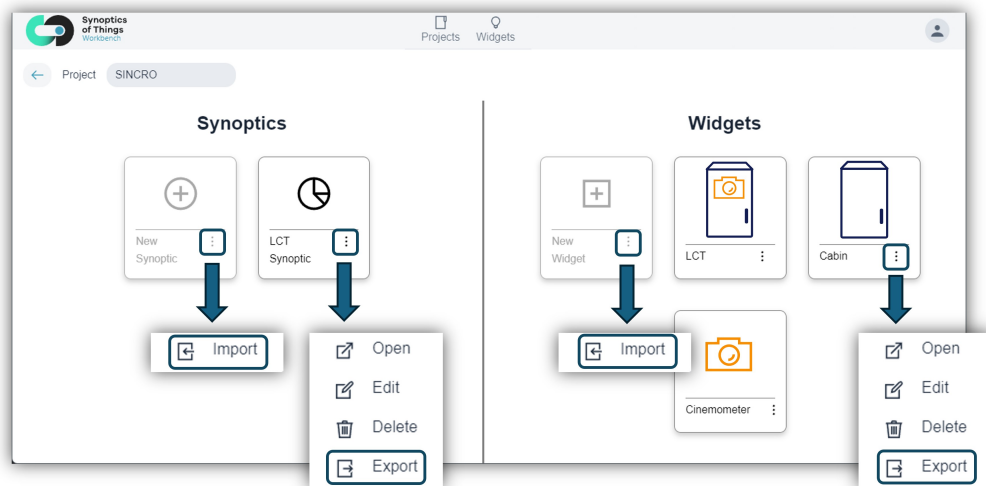 Synoptics
of Things
Workbench
Projects
Widgets
Project
SINCRO
Synoptics
Widgets
New
Synoptic
LCT
Synoptic
New
Widget
LCT
Cabin
Import
Open
Edit
Delete
Export
Import
Cinemometer
Open
Edit
Delete
Export